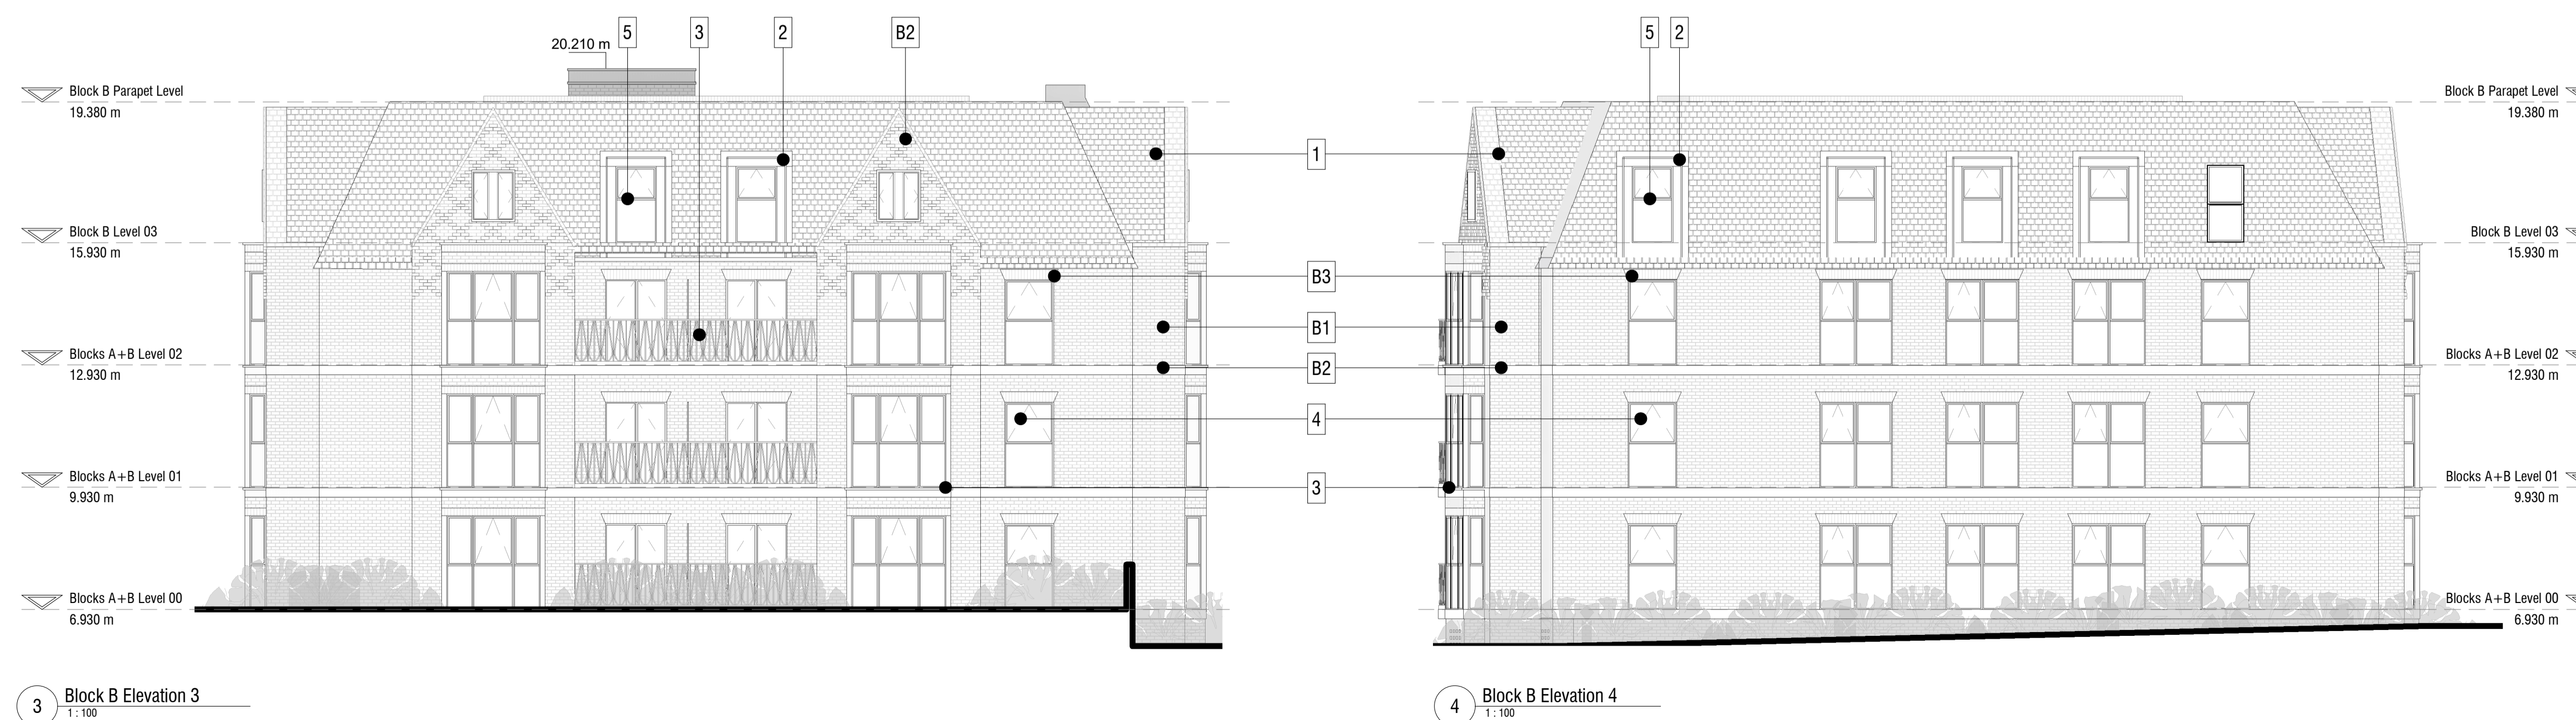 5
3
2
B2
5
2
20.210 m
Block B Parapet Level
19.380 m
Block B Parapet Level
19.380 m
1
Block B Level 03
15.930 m
Block B Level 03
15.930 m
B3
B1
Blocks A+B Level 02
12.930 m
B2
Blocks A+B Level 02
12.930 m
4
Blocks A+B Level 01
9.930 m
3
Blocks A+B Level 01
9.930 m
Blocks A+B Level 00
6.930 m
Blocks A+B Level 00
6.930 m
3
Block B Elevation 3
1 : 100
4
Block B Elevation 4
1 : 100